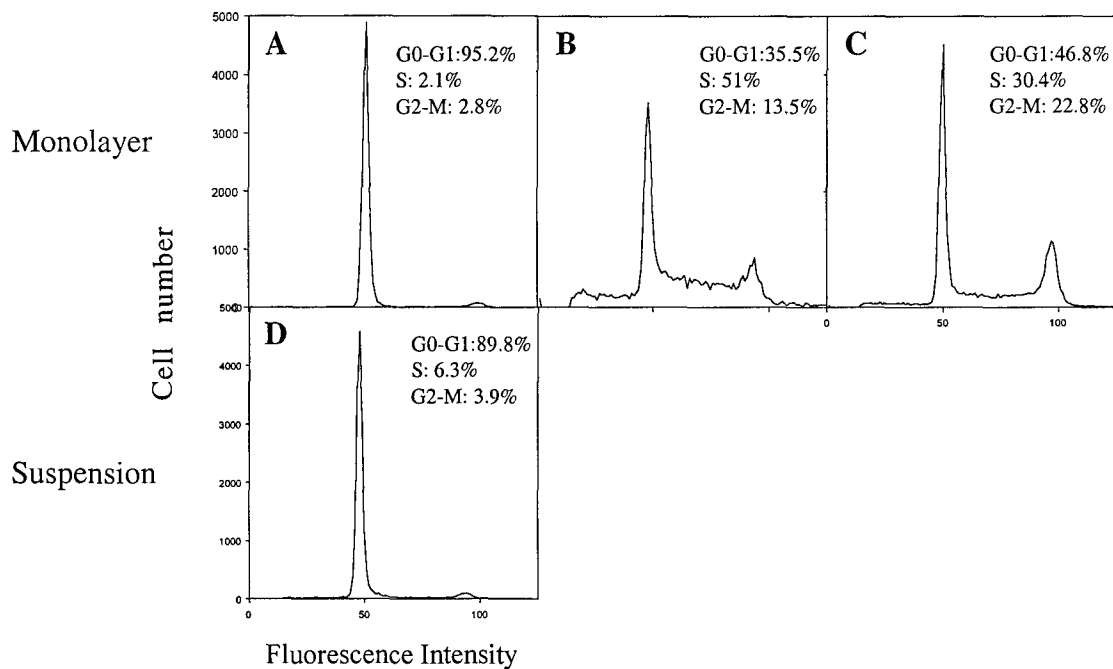 Monolayer
Suspension
Cell number
Fluorescence Intensity
5000
4000
3000
2000
1000
A
G0-G1:95.2%
S: 2.1%
G2-M: 2.8%
B
G0-G1:35.5%
S: 51%
G2-M: 13.5%
C
G0-G1:46.8%
S: 30.4%
G2-M: 22.8%
0
50
100
D
G0-G1:89.8%
S: 6.3%
G2-M: 3.9%
4000
3000
2000
1000
0
0
50
100